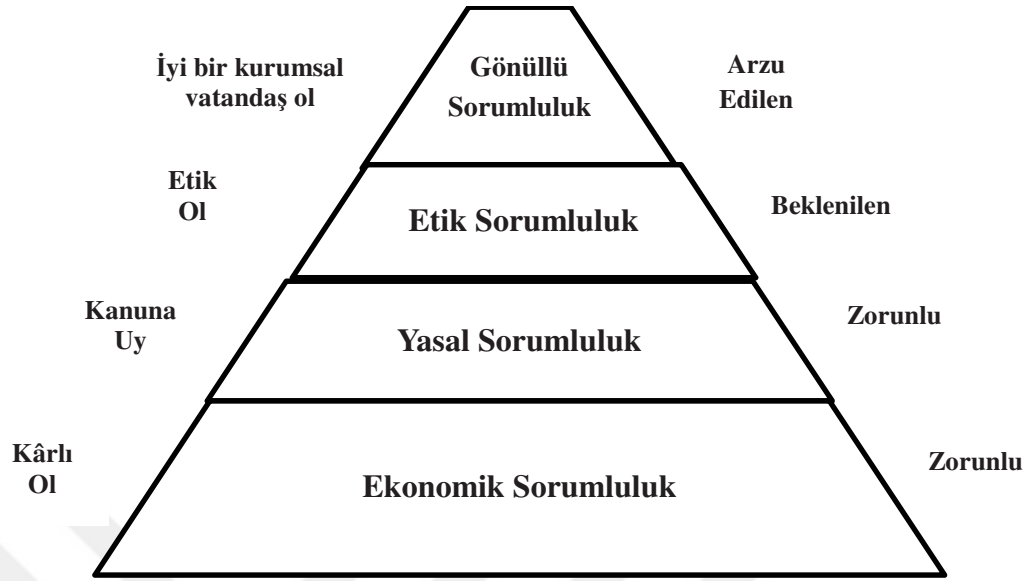 İyi bir kurumsal
vatandaş ol
Gönüllü
Sorumluluk
Arzu
Edilen
Etik
Ol
Etik Sorumluluk
Beklenilen
Kanuna
Uy
Yasal Sorumluluk
Zorunlu
Kârlı
Ol
Ekonomik Sorumluluk
Zorunlu